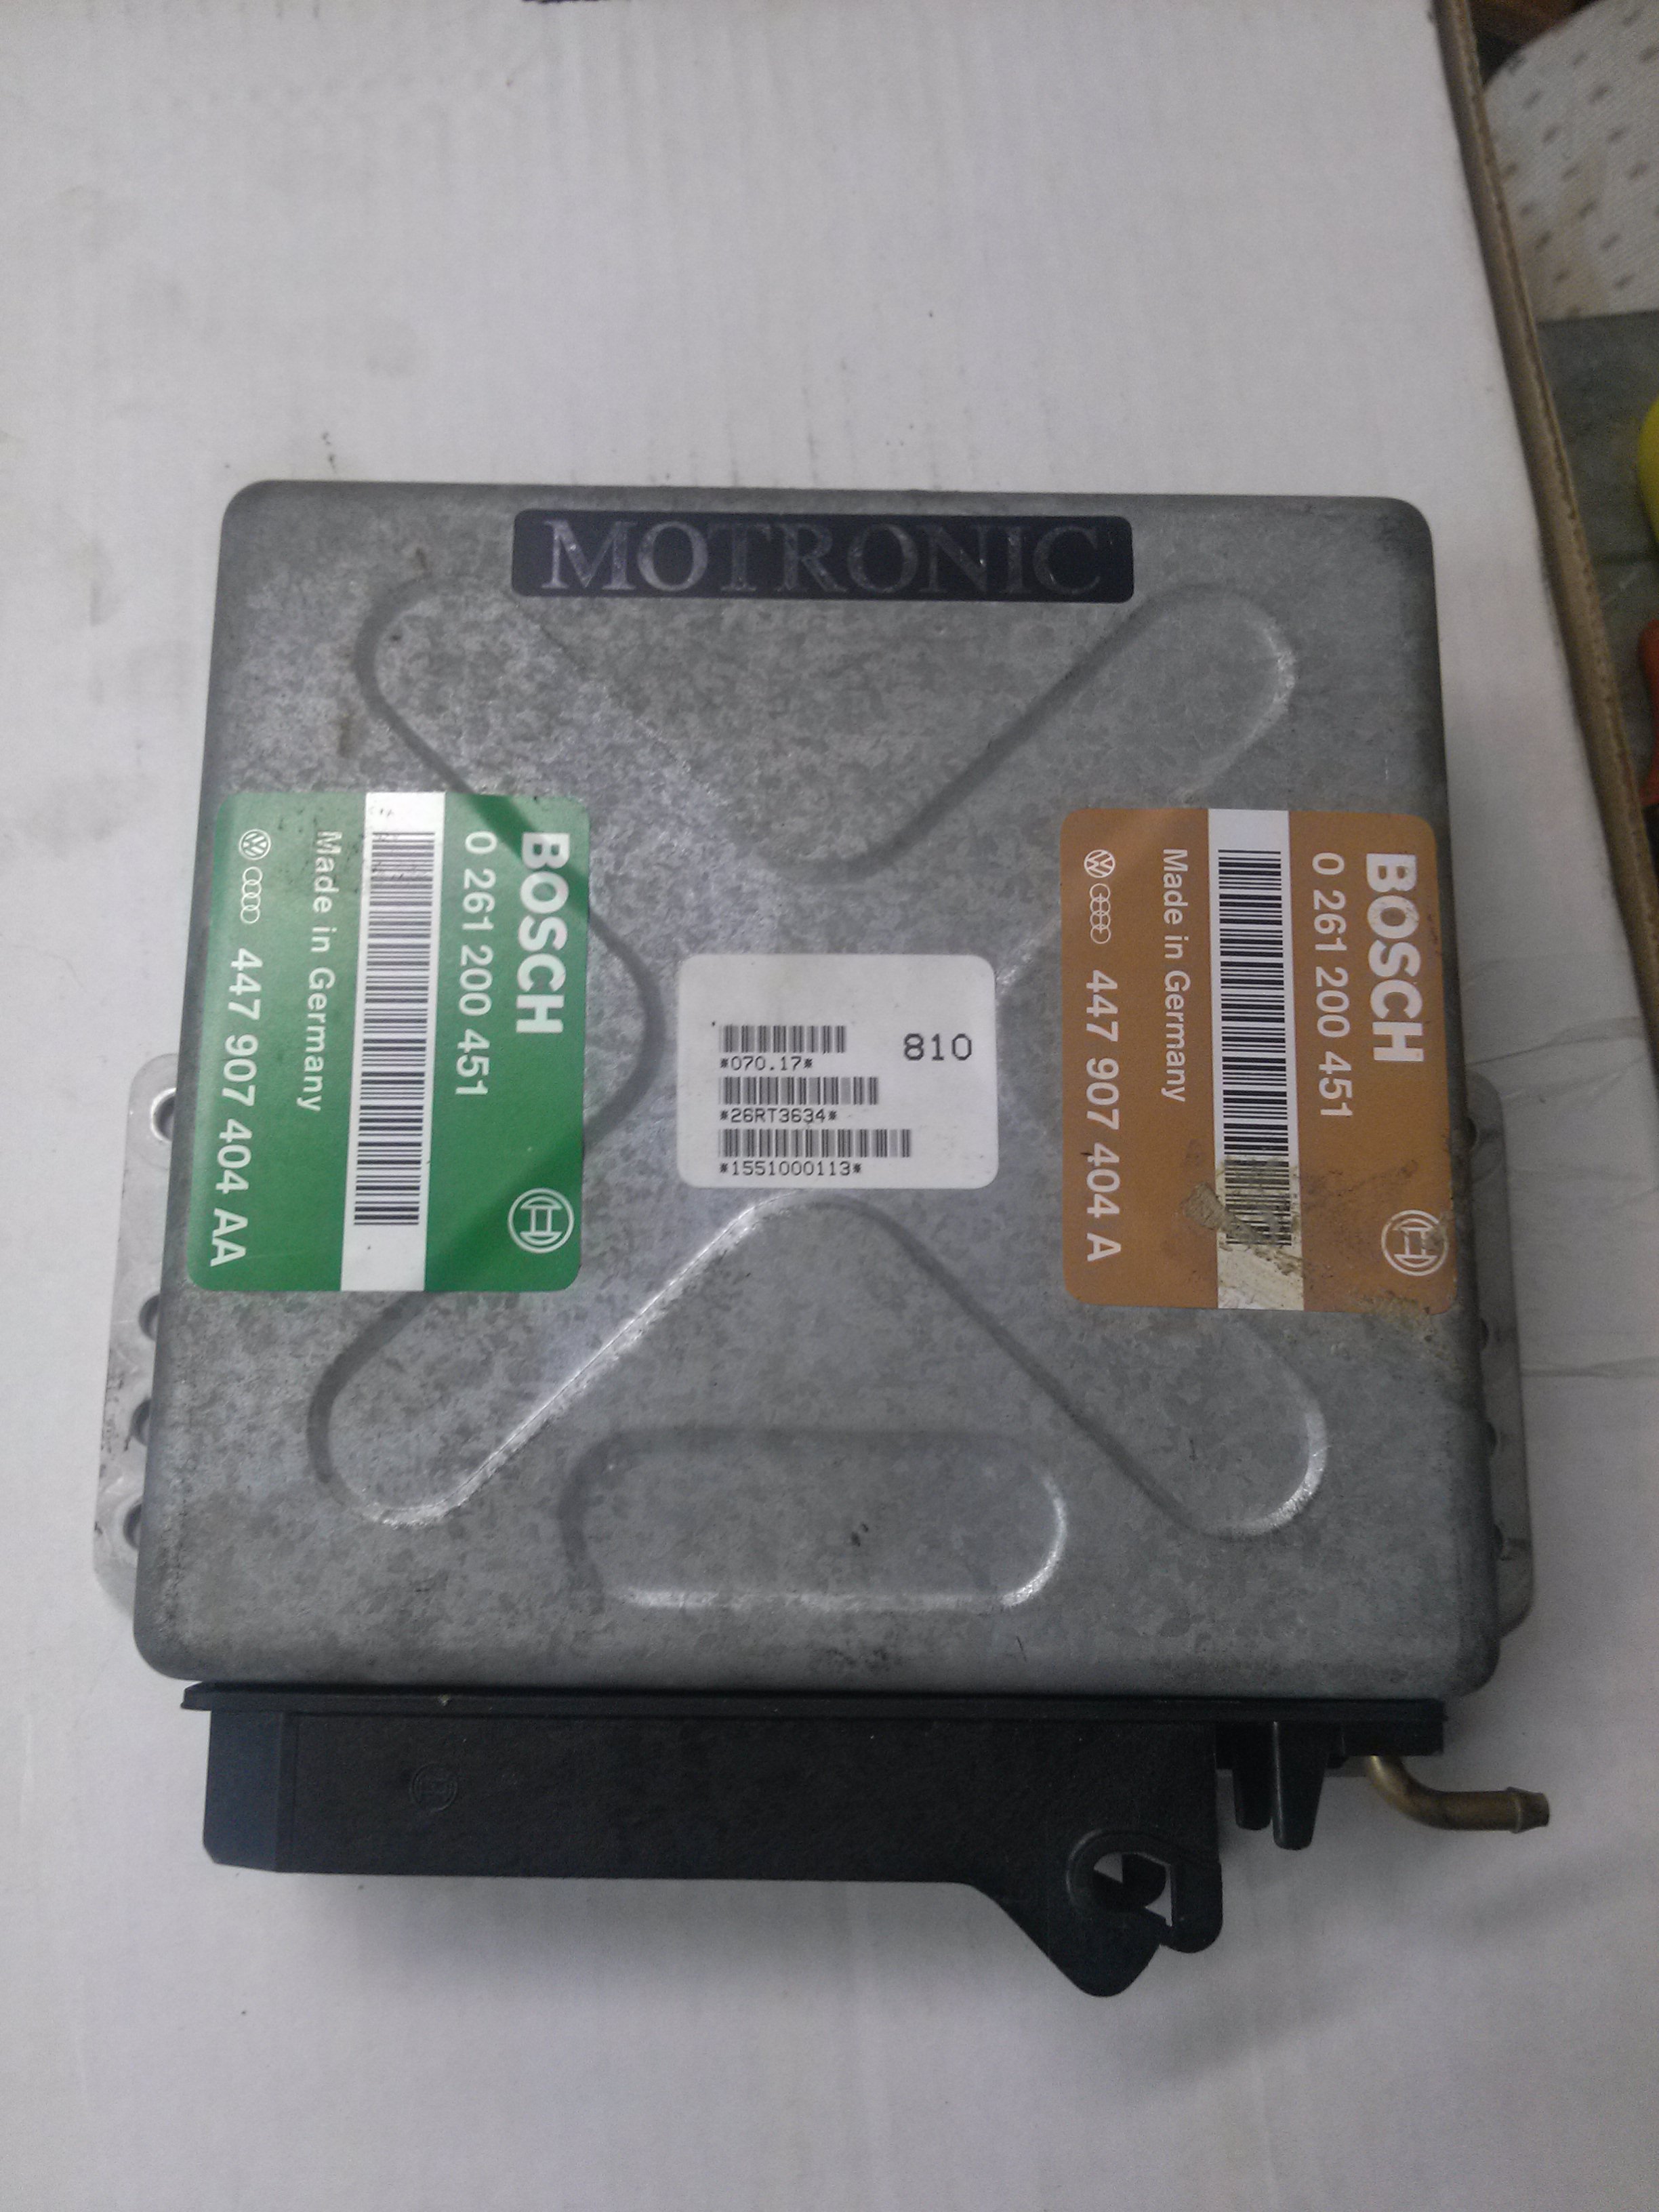 MOTRONIC
BOSCH
0 261 200 451
Made in Germany
447 907 404 AA
810
*070.17*
*26RT3634*
*1551000113*
BOSCH
0 261 200 451
Made in Germany
447 907 404 A